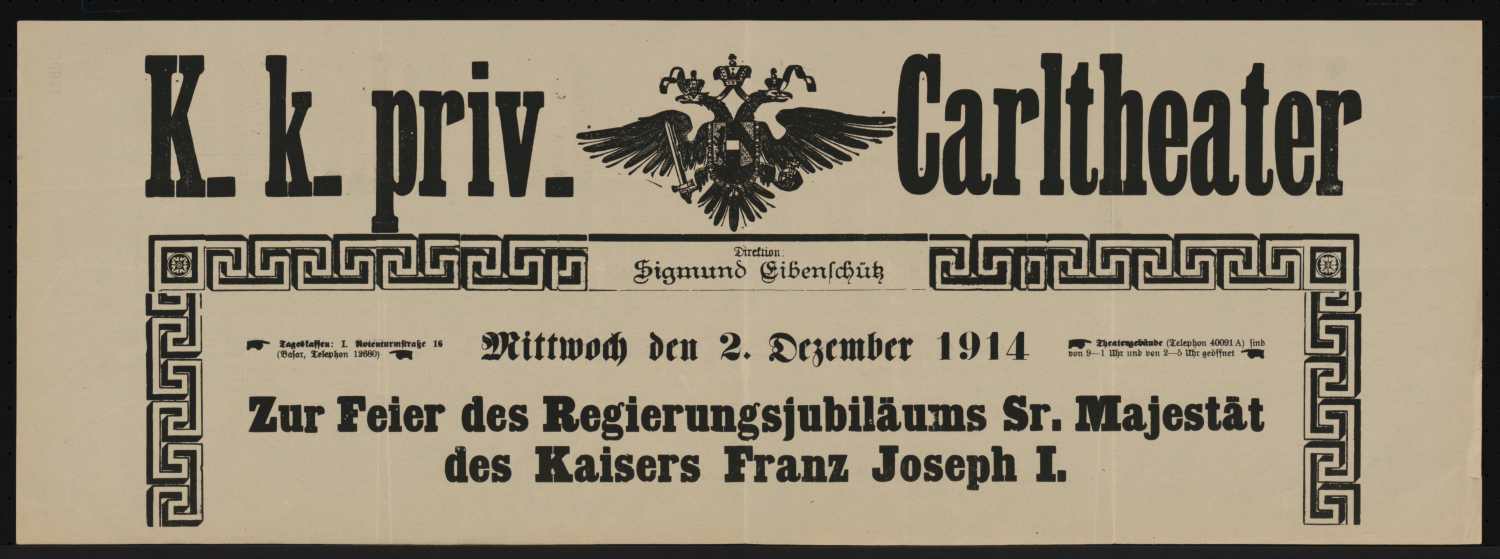 K. k. priv. Carltheater
Direktion:
Sigmund Eibenschütz
Tageskassen: I. Rotenturmstraße 16
(Basar, Telephon 12680)
Mittwoch den 2. Dezember 1914
Theatergebäude (Telephon 40091 A) sind
von 9—1 Uhr und von 2—5 Uhr geöffnet
Zur Feier des Regierungsjubiläums Sr. Majestät
des Kaisers Franz Joseph I.